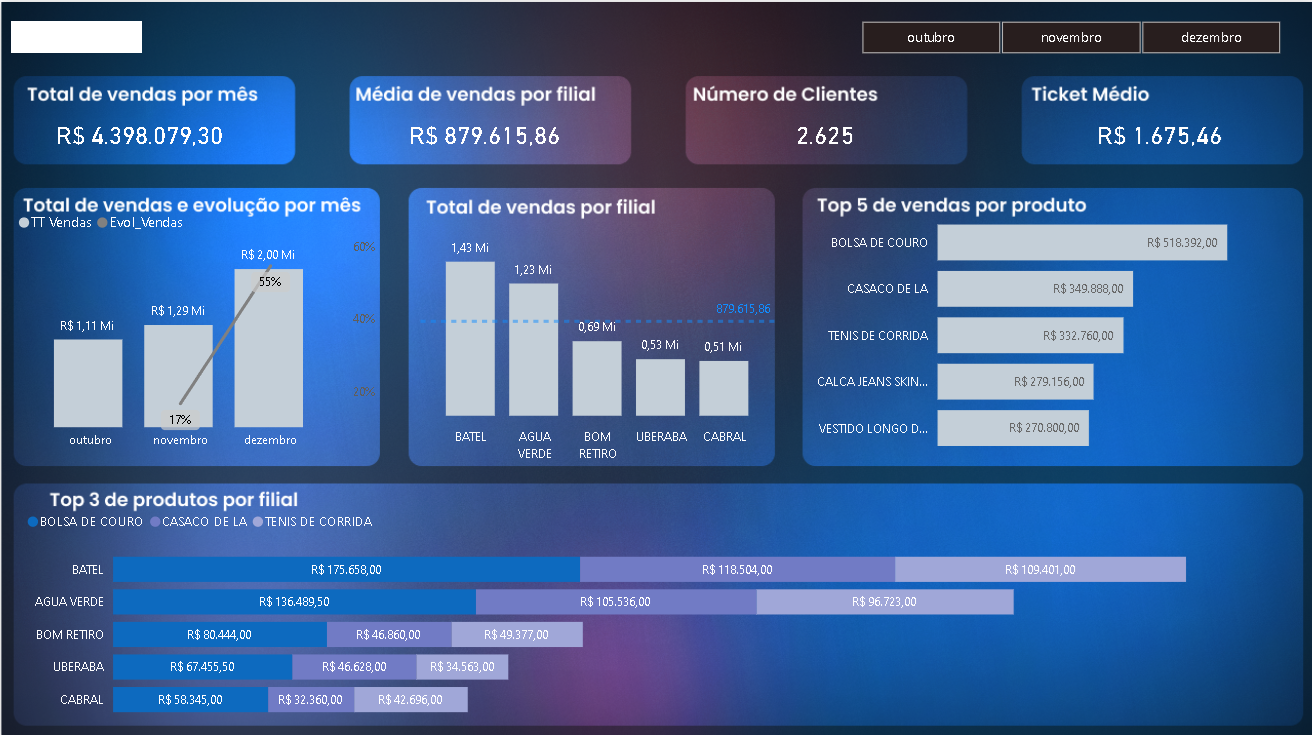 outubro novembro dezembro
Total de vendas por mês
R$ 4.398.079,30
Média de vendas por filial
R$ 879.615,86
Número de Clientes
2.625
Ticket Médio
R$ 1.675,46
Total de vendas e evolução por mês
TT Vendas Evol_Vendas
60%
40%
20%
R$ 1,11 Mi
R$ 1,29 Mi
R$ 2,00 Mi
55%
17%
outubro novembro dezembro
Total de vendas por filial
1,43 Mi
1,23 Mi
0,69 Mi
0,53 Mi
0,51 Mi
879.615,86
BATEL
AGUA
VERDE
BOM
RETIRO
UBERABA
CABRAL
Top 5 de vendas por produto
BOLSA DE COURO R$ 518.392,00
CASACO DE LA R$ 349.888,00
TENIS DE CORRIDA R$ 332.760,00
CALCA JEANS SKIN... R$ 279.156,00
VESTIDO LONGO D... R$ 270.800,00
Top 3 de produtos por filial
BOLSA DE COURO CASACO DE LA TENIS DE CORRIDA
BATEL R$ 175.658,00 R$ 118.504,00 R$ 109.401,00
AGUA VERDE R$ 136.489,50 R$ 105.536,00 R$ 96.723,00
BOM RETIRO R$ 80.444,00 R$ 46.860,00 R$ 49.377,00
UBERABA R$ 67.455,50 R$ 46.628,00 R$ 34.563,00
CABRAL R$ 58.345,00 R$ 32.360,00 R$ 42.696,00